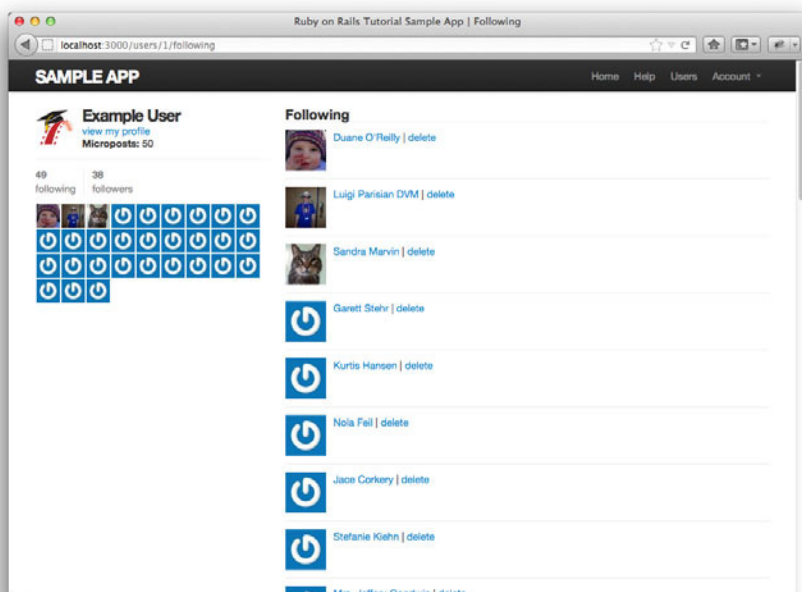 Ruby on Rails Tutorial Sample App | Following
localhost:3000/users/1/following
SAMPLE APP
Home Help Users Account
Example User
view my profile
Microposts: 50
49 following
38 followers
Following
Duane O'Reilly | delete
Luigi Parisian DVM | delete
Sandra Marvin | delete
Garett Stehr | delete
Kurtis Hansen | delete
Nola Feil | delete
Jace Corkery | delete
Stefanie Kiehn | delete